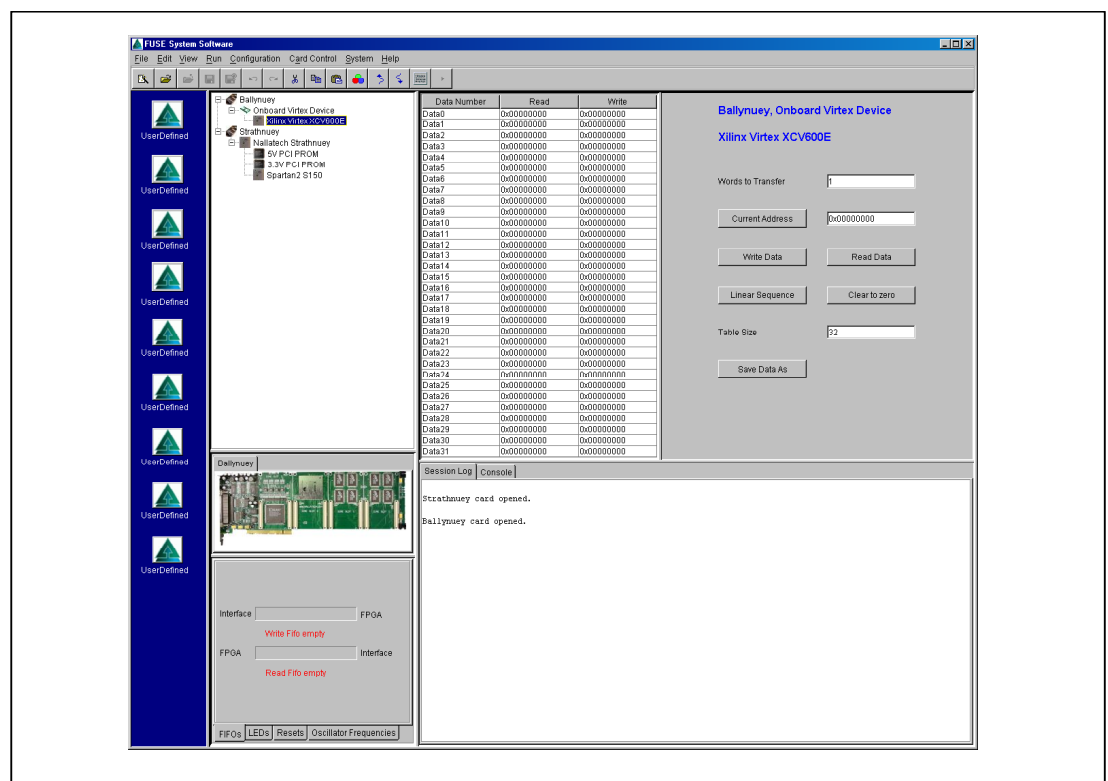 FUSE System Software
File Edit View Run Configuration Card Control System Help
UserDefined
UserDefined
UserDefined
UserDefined
UserDefined
UserDefined
UserDefined
UserDefined
UserDefined
Ballynuey
Onboard Virtex Device
Xilinx Virtex XCV600E
Strathnuey
Nallatech Strathnuey
5V PCI PROM
3.3V PCI PROM
Spartan2 S150
Data Number Read Write
Data0 0x00000000 0x00000000
Data1 0x00000000 0x00000000
Data2 0x00000000 0x00000000
Data3 0x00000000 0x00000000
Data4 0x00000000 0x00000000
Data5 0x00000000 0x00000000
Data6 0x00000000 0x00000000
Data7 0x00000000 0x00000000
Data8 0x00000000 0x00000000
Data9 0x00000000 0x00000000
Data10 0x00000000 0x00000000
Data11 0x00000000 0x00000000
Data12 0x00000000 0x00000000
Data13 0x00000000 0x00000000
Data14 0x00000000 0x00000000
Data15 0x00000000 0x00000000
Data16 0x00000000 0x00000000
Data17 0x00000000 0x00000000
Data18 0x00000000 0x00000000
Data19 0x00000000 0x00000000
Data20 0x00000000 0x00000000
Data21 0x00000000 0x00000000
Data22 0x00000000 0x00000000
Data23 0x00000000 0x00000000
Data24 0x00000000 0x00000000
Data25 0x00000000 0x00000000
Data26 0x00000000 0x00000000
Data27 0x00000000 0x00000000
Data28 0x00000000 0x00000000
Data29 0x00000000 0x00000000
Data30 0x00000000 0x00000000
Data31 0x00000000 0x00000000
Ballynuey, Onboard Virtex Device
Xilinx Virtex XCV600E
Words to Transfer 1
Current Address 0x00000000
Write Data Read Data
Linear Sequence Clear to zero
Table Size 32
Save Data As
Ballynuey
Interface FPGA
Write Fifo empty
FPGA Interface
Read Fifo empty
FIFOs LEDs Resets Oscillator Frequencies
Session Log Console
Strathnuey card opened.
Ballynuey card opened.